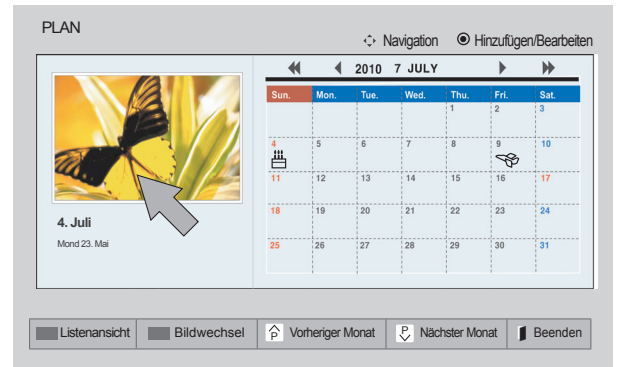 PLAN
Navigation Hinzufügen/Bearbeiten
2010 7 JULY
Sun. Mon. Tue. Wed. Thu. Fri. Sat.
1 2 3
4 5 6 7 8 9 10
11 12 13 14 15 16 17
18 19 20 21 22 23 24
25 26 27 28 29 30 31
4. Juli
Mond 23. Mai
Listenansicht Bildwechsel P Vorheriger Monat P Nächster Monat Beenden